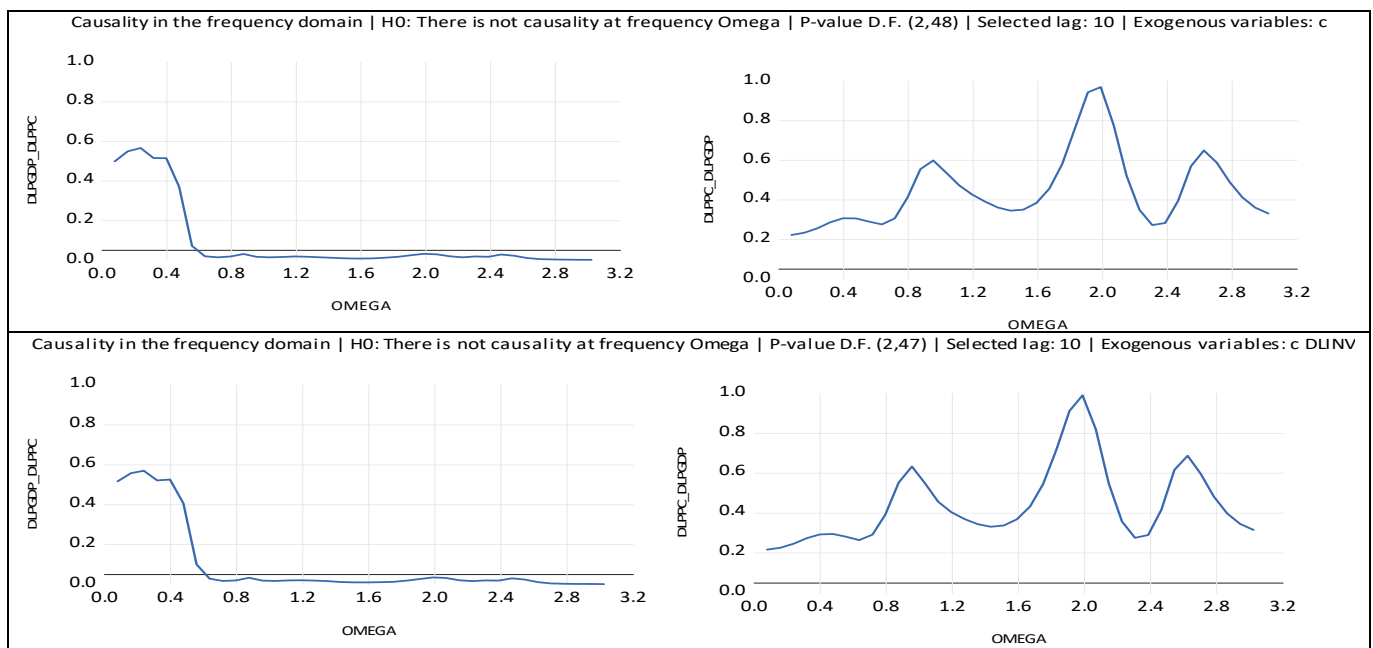 Causality in the frequency domain | H0: There is not causality at frequency Omega | P-value D.F. (2,48) | Selected lag: 10 | Exogenous variables: c
DLPGDP_DLPPC
1.0
0.8
0.6
0.4
0.2
0.0
0.0 0.4 0.8 1.2 1.6 2.0 2.4 2.8 3.2
OMEGA
DLPPC_DLPGDP
1.0
0.8
0.6
0.4
0.2
0.0
0.0 0.4 0.8 1.2 1.6 2.0 2.4 2.8 3.2
OMEGA
Causality in the frequency domain | H0: There is not causality at frequency Omega | P-value D.F. (2,47) | Selected lag: 10 | Exogenous variables: c DLINV
DLPGDP_DLPPC
1.0
0.8
0.6
0.4
0.2
0.0
0.0 0.4 0.8 1.2 1.6 2.0 2.4 2.8 3.2
OMEGA
DLPPC_DLPGDP
1.0
0.8
0.6
0.4
0.2
0.0
0.0 0.4 0.8 1.2 1.6 2.0 2.4 2.8 3.2
OMEGA